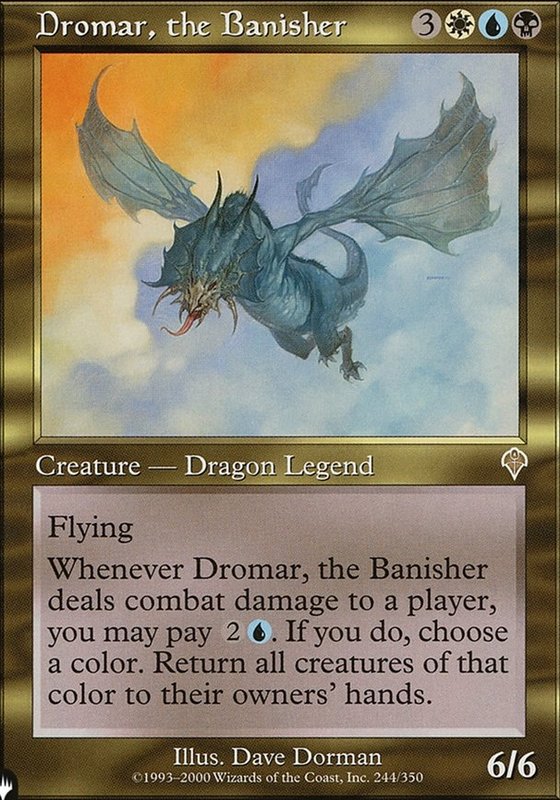 Dromar, the Banisher 3
Creature — Dragon Legend
Flying
Whenever Dromar, the Banisher
deals combat damage to a player,
you may pay 2 . If you do, choose
a color. Return all creatures of that
color to their owners’ hands.
Illus. Dave Dorman
©1993–2000 Wizards of the Coast, Inc. 244/350
6/6